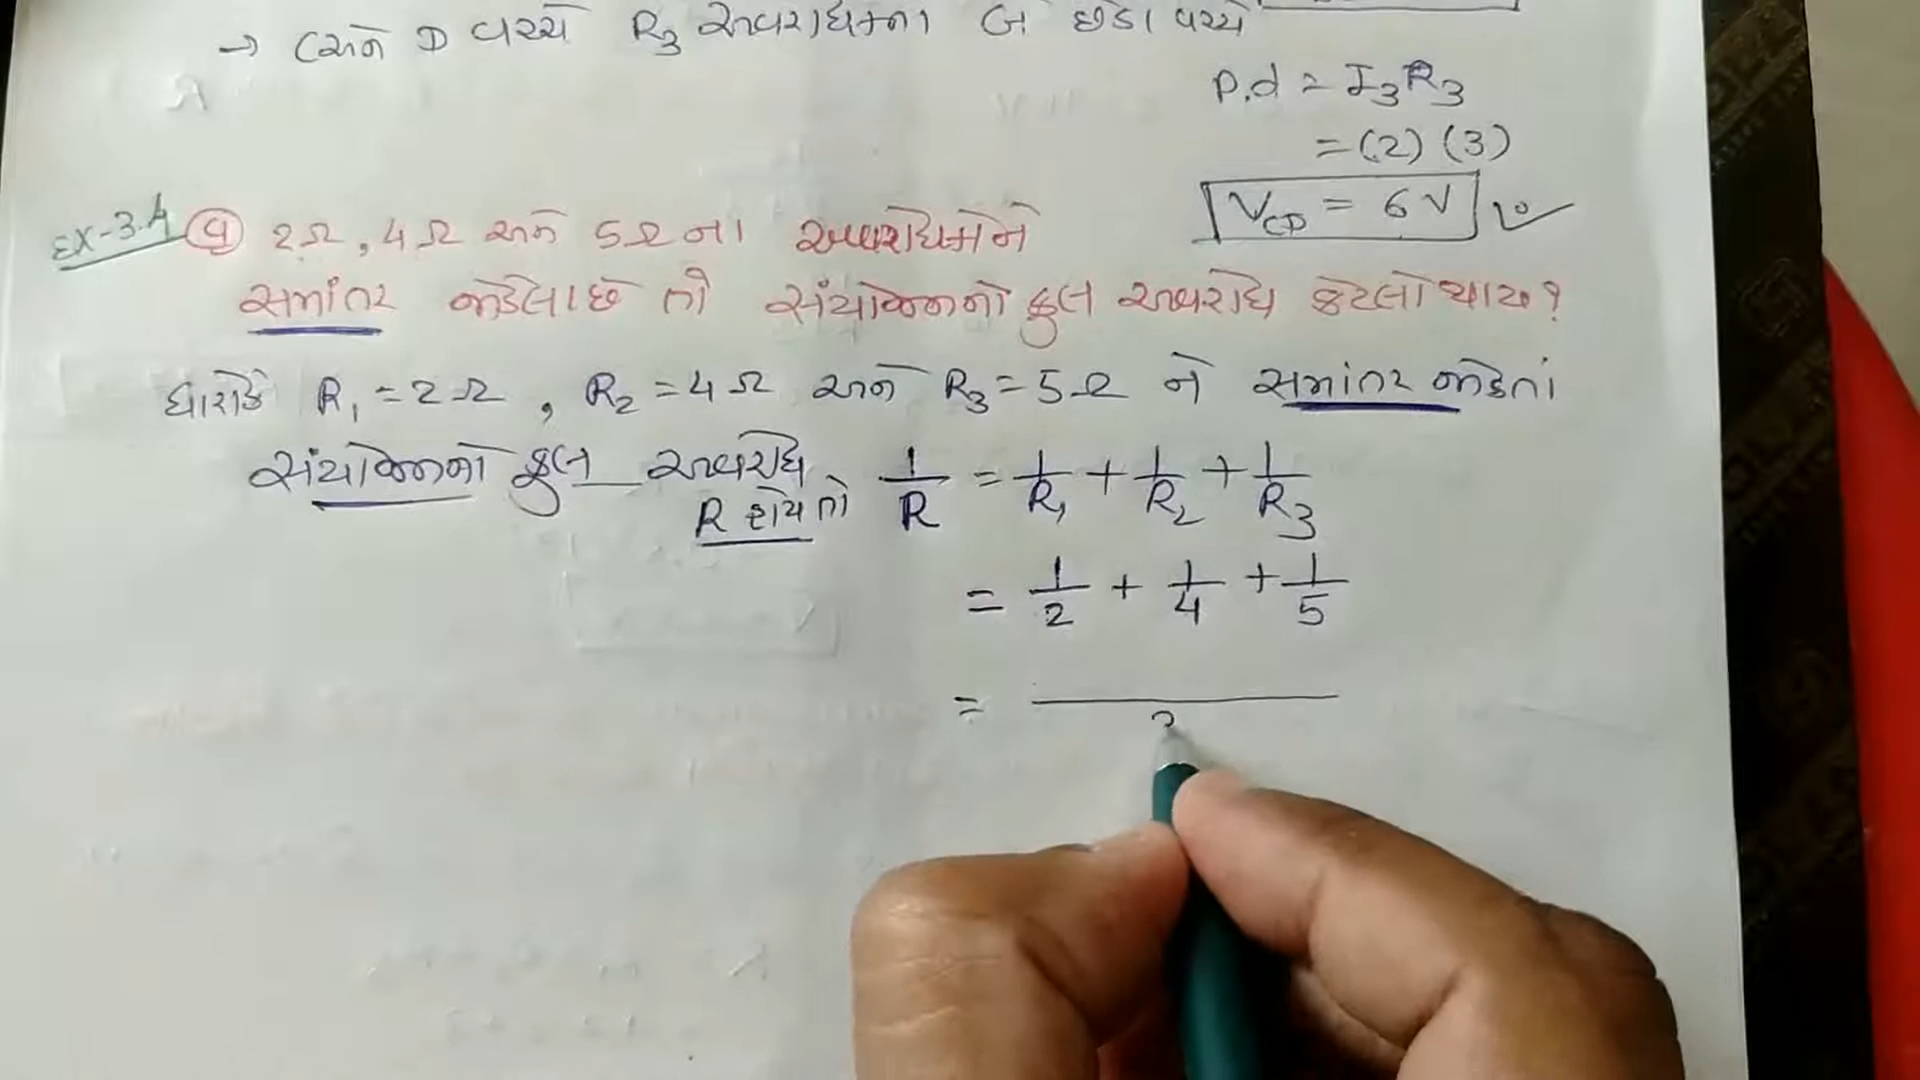 → C અને D વચ્ચે R₃ અવરોધના બે છેડા વચ્ચે
P.d = I₃R₃
= (2) (3)
V_CD = 6V
EX-3.4 (a) 2Ω, 4Ω અને 5Ω ના અવરોધોને
સમાંતર જોડેલા છે તો સંયોજનનો કુલ અવરોધ કેટલો થાય?
ધારોકે R₁ = 2Ω, R₂ = 4Ω અને R₃ = 5Ω ને સમાંતર જોડતાં
સંયોજનનો કુલ અવરોધ R હોય તો 1/R = 1/R₁ + 1/R₂ + 1/R₃
= 1/2 + 1/4 + 1/5
=